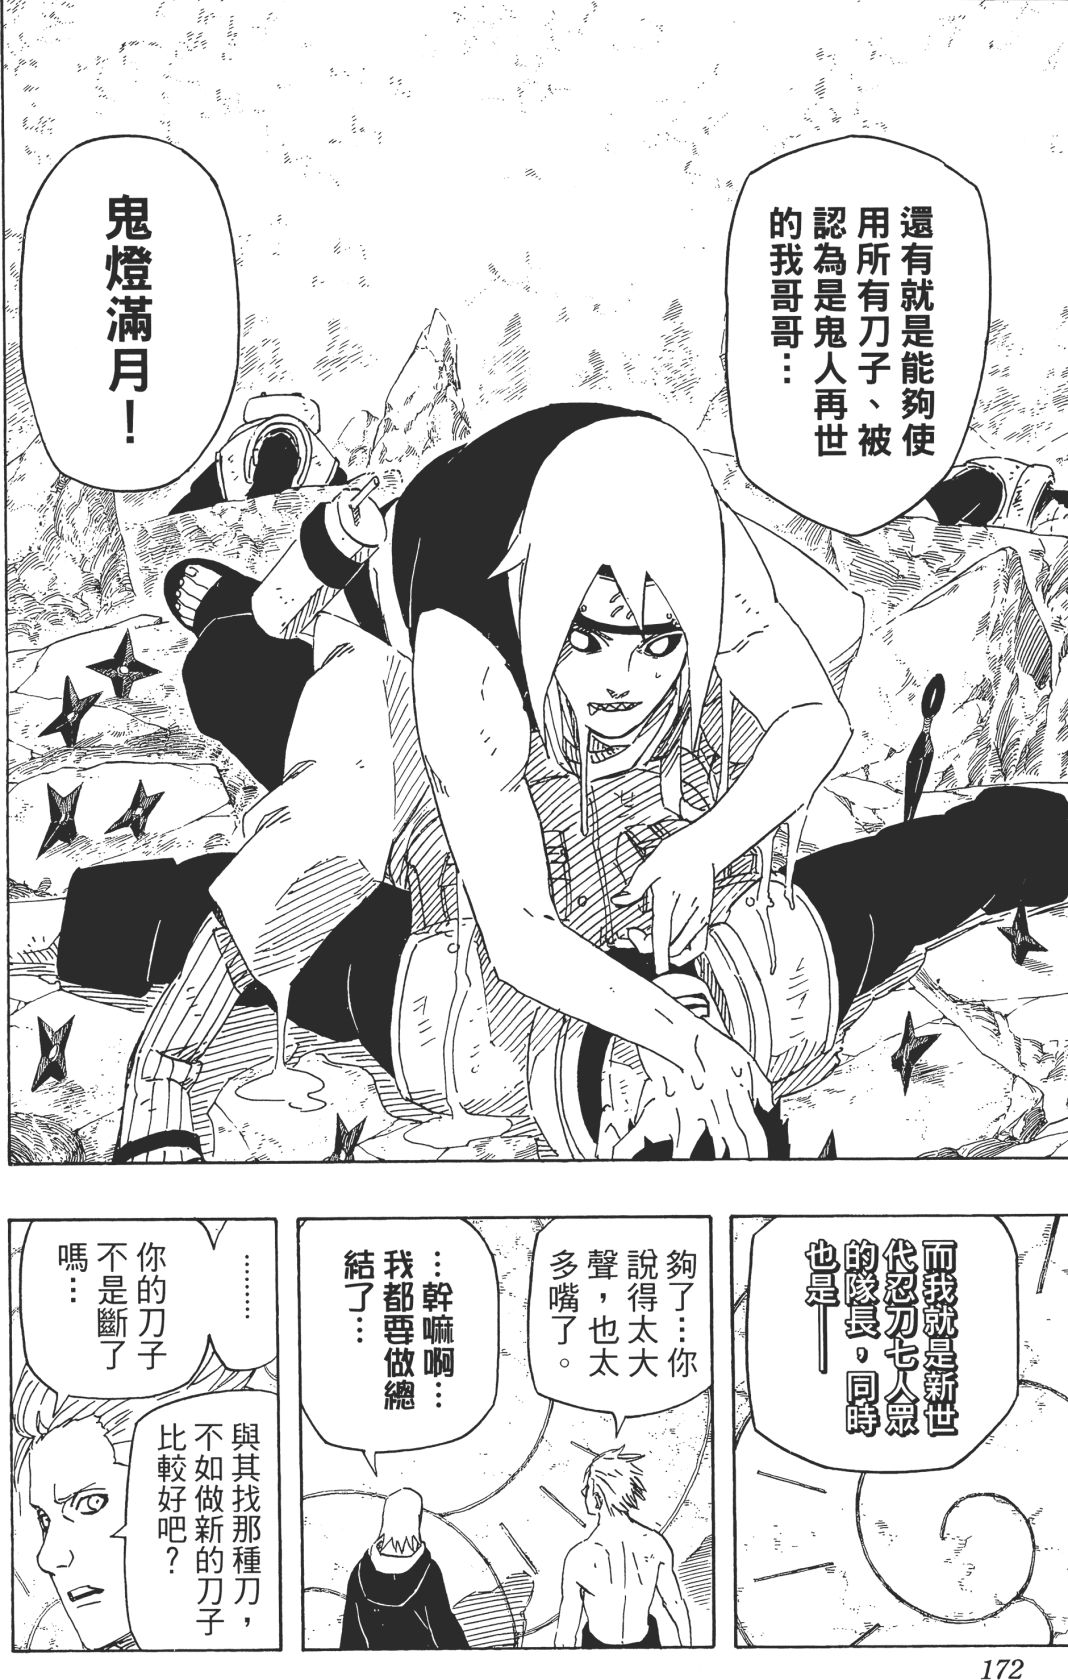 還有就是能夠使
用所有刀子、被
認為是鬼人再世
的我哥哥…
鬼燈滿月！
而我就是新世
代忍刀七人眾
的隊長，同時
也是——
夠了…你
說得太大
聲，也太
多嘴了。
…幹嘛啊…
我都要做總
結了…
………
你的刀子
不是斷了
嗎…
與其找那種刀，
不如做新的刀子
比較好吧？
172